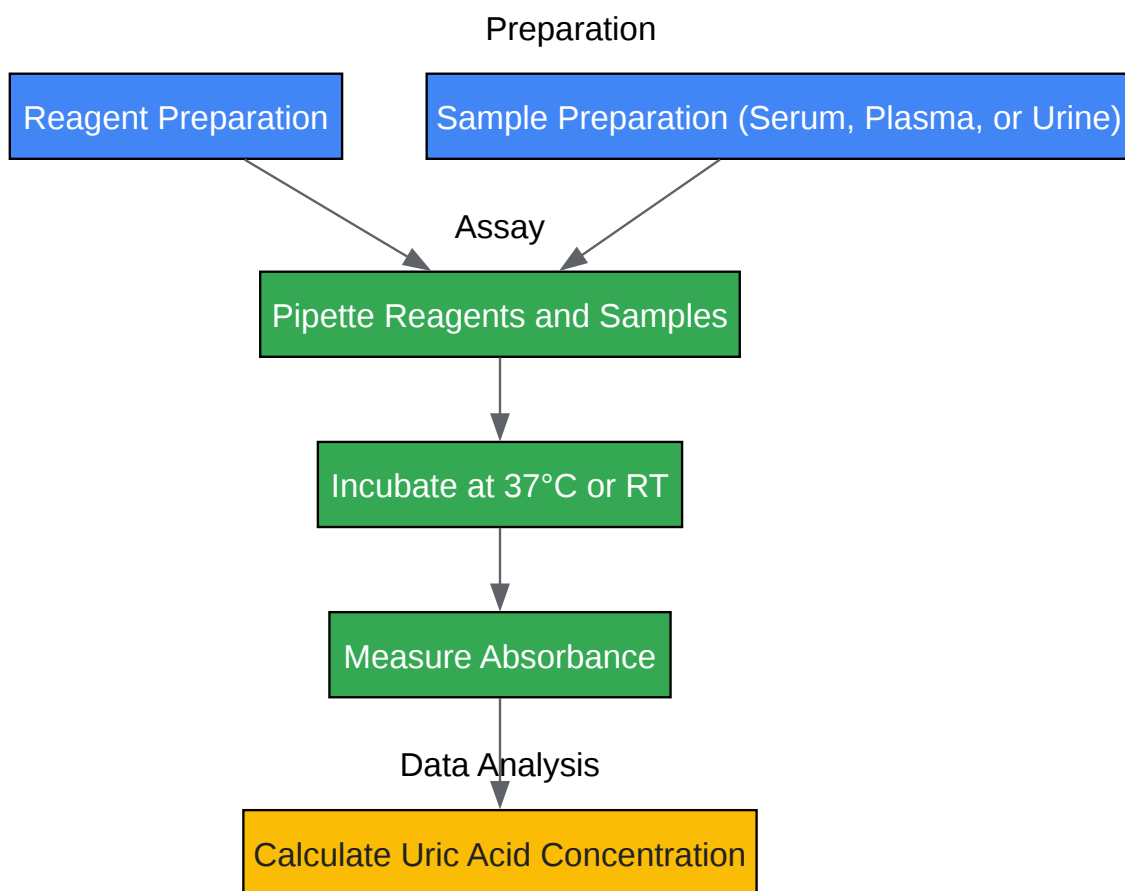 Preparation
Reagent Preparation
Sample Preparation (Serum, Plasma, or Urine)
Assay
Pipette Reagents and Samples
Incubate at 37°C or RT
Measure Absorbance
Data Analysis
Calculate Uric Acid Concentration